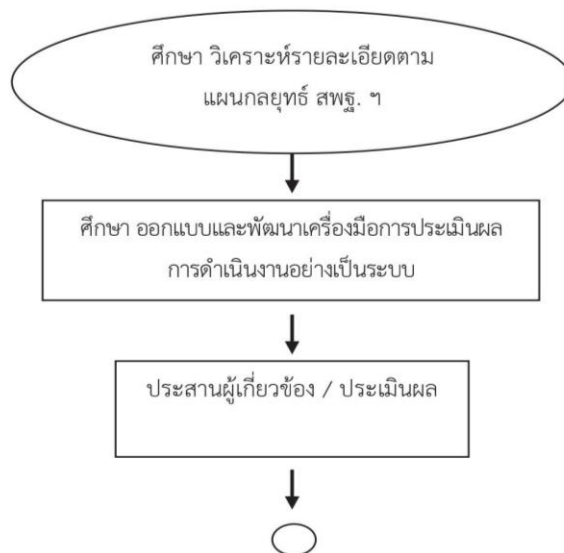 ศึกษา วิเคราะห์รายละเอียดตาม
แผนกลยุทธ์ สพฐ. ฯ
ศึกษา ออกแบบและพัฒนาเครื่องมือการประเมินผล
การดำเนินงานอย่างเป็นระบบ
ประสานผู้เกี่ยวข้อง / ประเมินผล